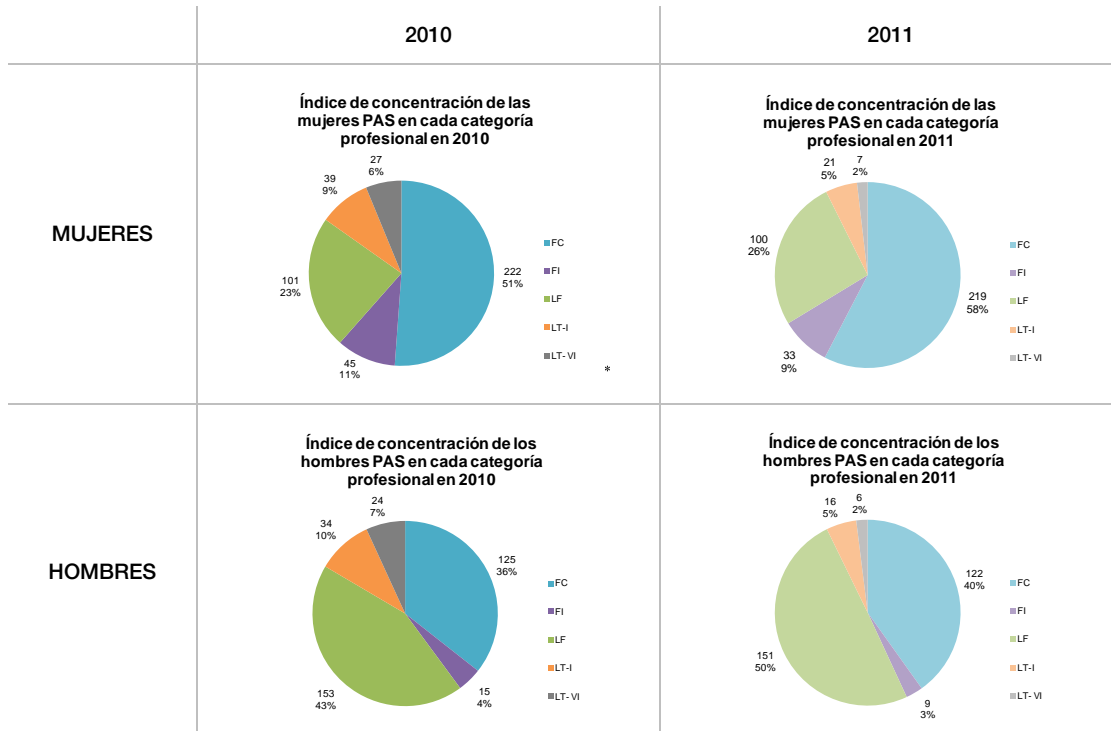 2010
2011
MUJERES
Índice de concentración de las
mujeres PAS en cada categoría
profesional en 2010
27
6%
39
9%
101
23%
45
11%
222
51%
FC
FI
LF
LT-I
LT- VI
*
Índice de concentración de las
mujeres PAS en cada categoría
profesional en 2011
7
2%
21
5%
100
26%
33
9%
219
58%
FC
FI
LF
LT-I
LT- VI
HOMBRES
Índice de concentración de los
hombres PAS en cada categoría
profesional en 2010
24
7%
34
10%
125
36%
153
43%
15
4%
FC
FI
LF
LT-I
LT- VI
Índice de concentración de los
hombres PAS en cada categoría
profesional en 2011
6
2%
16
5%
122
40%
151
50%
9
3%
FC
FI
LF
LT-I
LT- VI